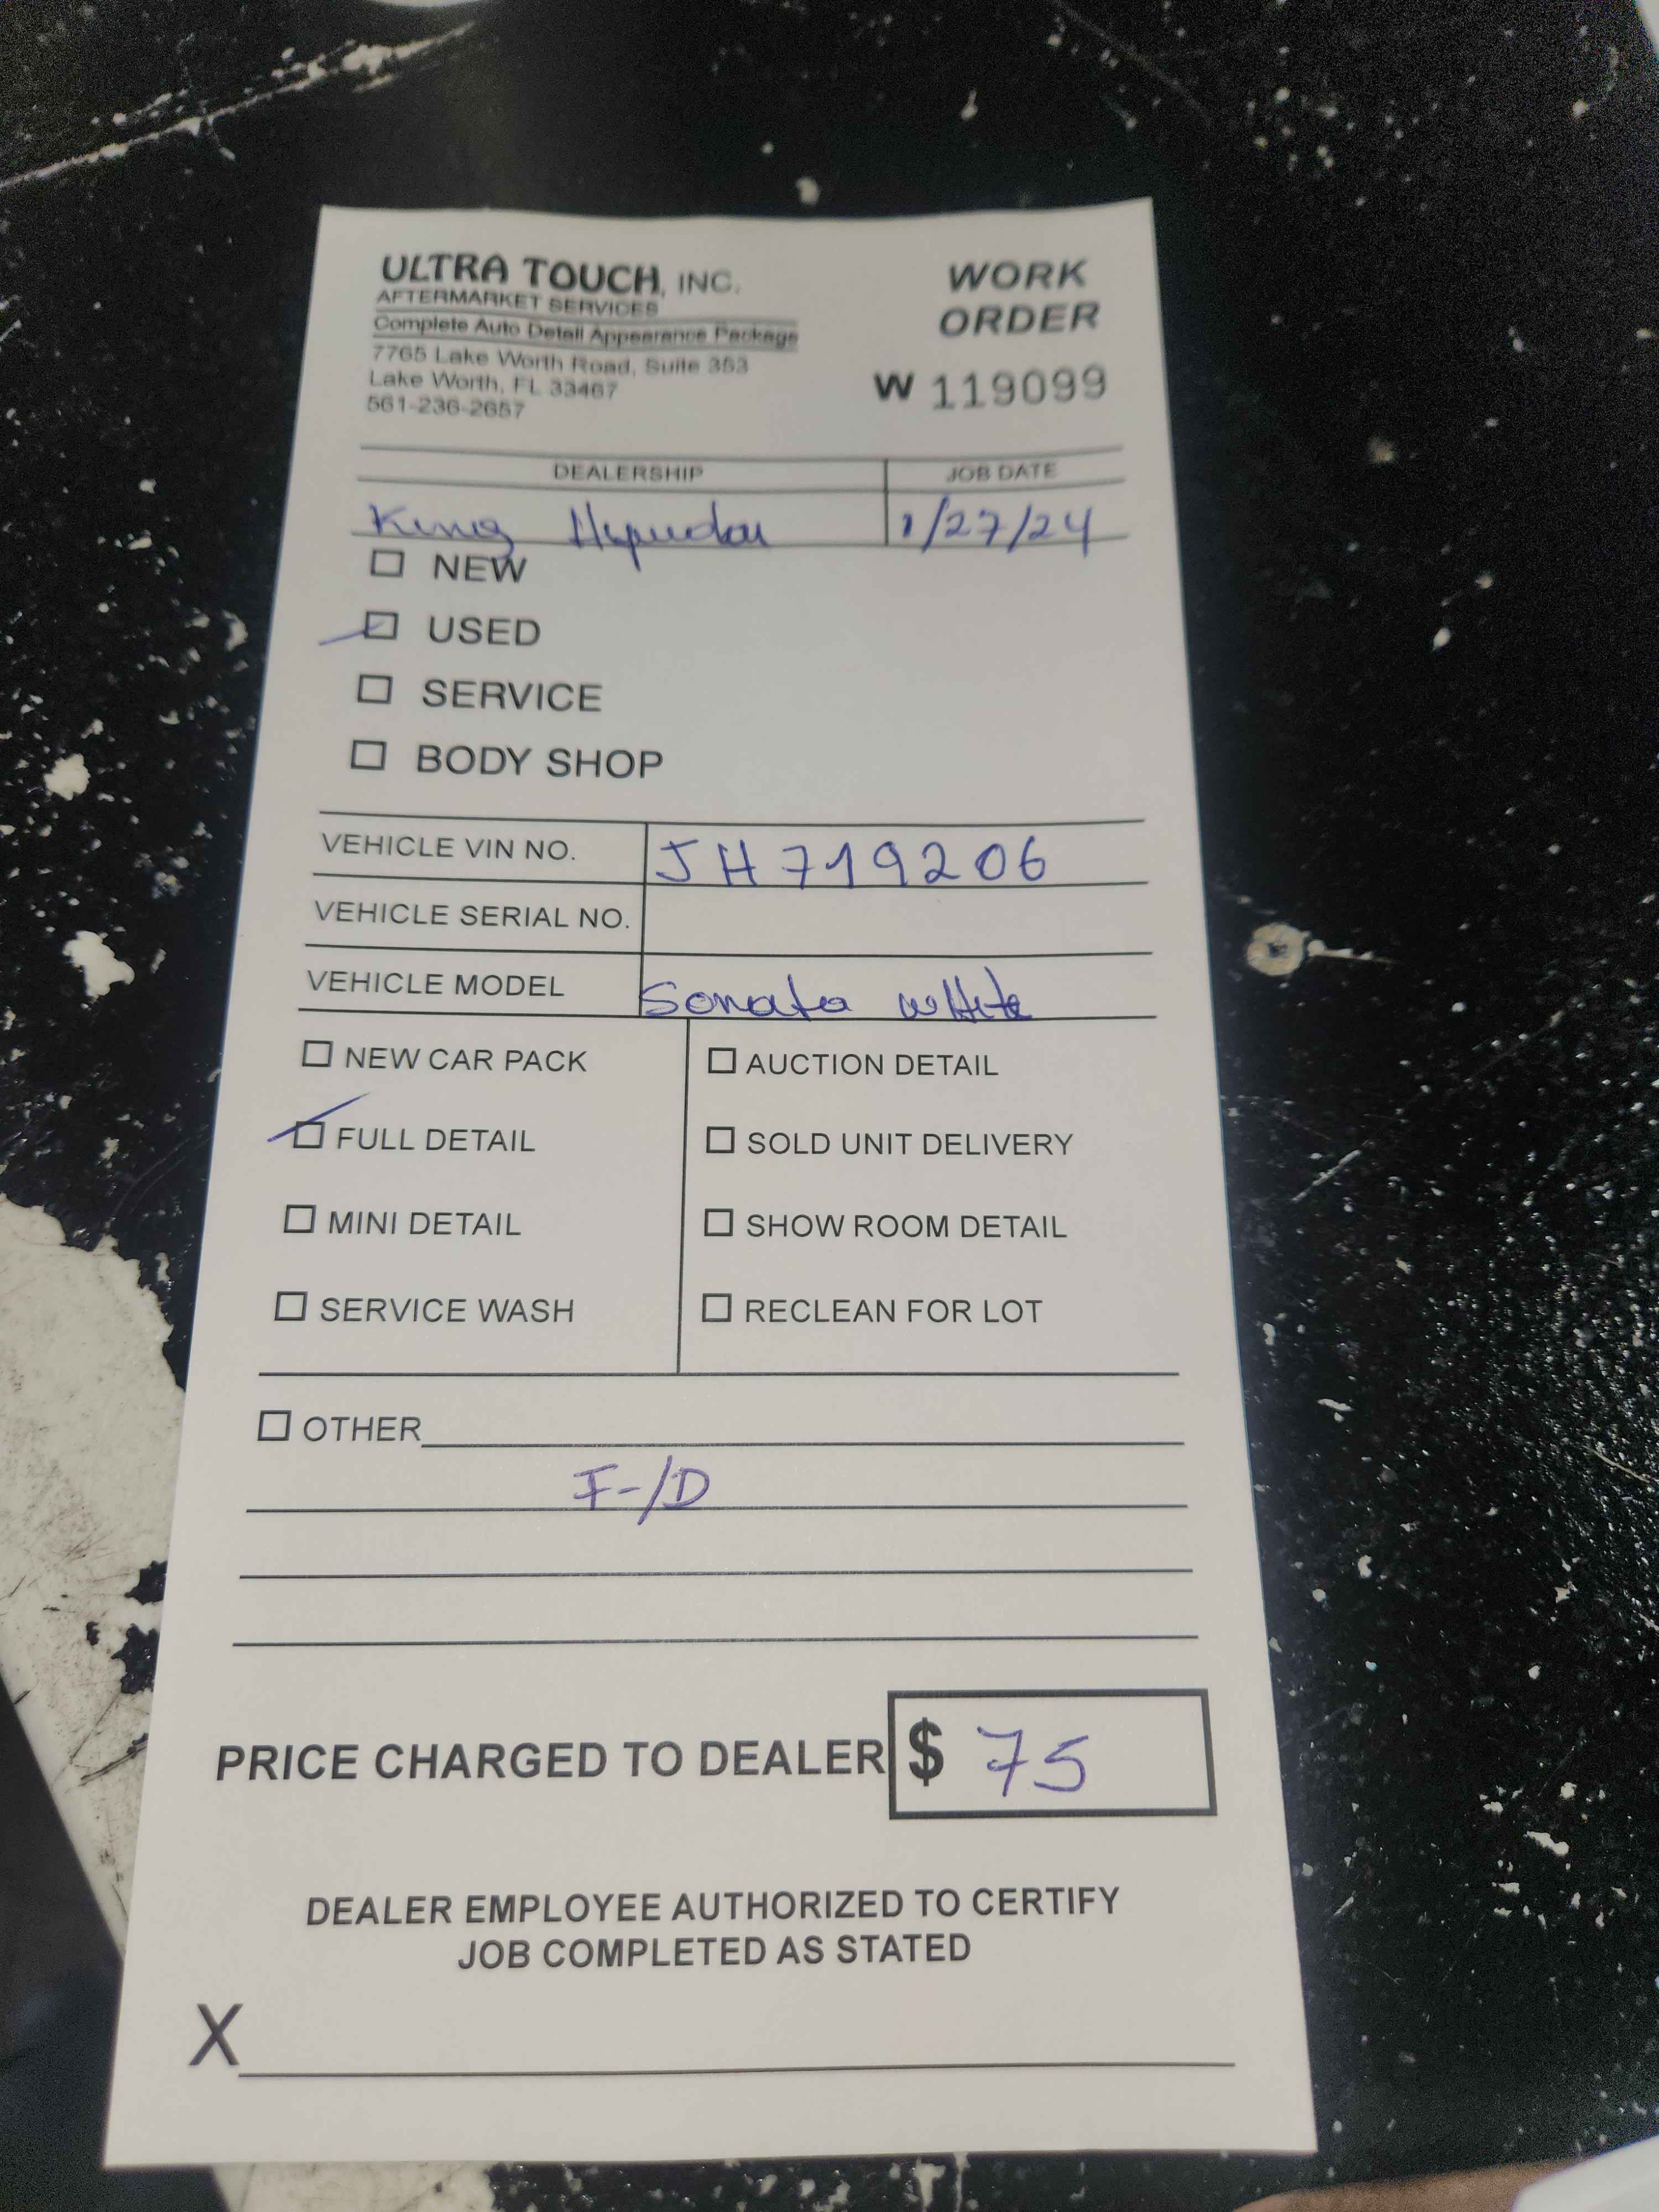 ULTRA TOUCH, INC.
AFTERMARKET SERVICES
Complete Auto Detail Appearance Package
7765 Lake Worth Road, Suite 353
Lake Worth, FL 33467
561-236-2657
WORK
ORDER
W 119099
DEALERSHIP JOB DATE
King 1/27/24
NEW
USED
SERVICE
BODY SHOP
VEHICLE VIN NO. JH719206
VEHICLE SERIAL NO.
VEHICLE MODEL Sonata white
NEW CAR PACK
FULL DETAIL
MINI DETAIL
SERVICE WASH
AUCTION DETAIL
SOLD UNIT DELIVERY
SHOW ROOM DETAIL
RECLEAN FOR LOT
OTHER
F/D
PRICE CHARGED TO DEALER $ 75
DEALER EMPLOYEE AUTHORIZED TO CERTIFY
JOB COMPLETED AS STATED
X